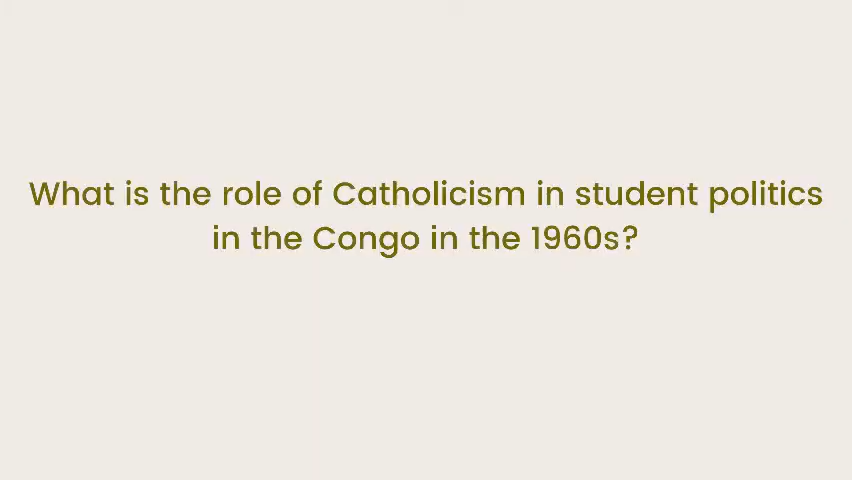 What is the role of Catholicism in student politics
in the Congo in the 1960s?